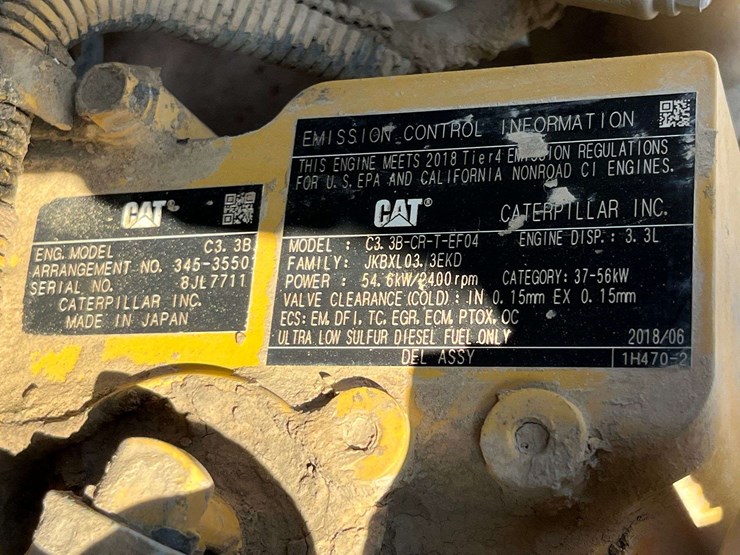 CAT
ENG. MODEL C3.3B
ARRANGEMENT NO. 345-3550
SERIAL NO. 8JL7711
CATERPILLAR INC.
MADE IN JAPAN
EMISSION CONTROL INFORMATION
THIS ENGINE MEETS 2018 Tier4 EMISSION REGULATIONS
FOR U.S. EPA AND CALIFORNIA NONROAD CI ENGINES.
CAT CATERPILLAR INC.
MODEL : C3.3B-CR-T-EF04 ENGINE DISP.: 3.3L
FAMILY: JKBXL03.3EKD
POWER : 54.6kW/2400rpm CATEGORY: 37-56kW
VALVE CLEARANCE(COLD): IN 0.15mm EX 0.15mm
ECS: EM, DFI, TC, EGR, ECM, PTOX, OC
ULTRA LOW SULFUR DIESEL FUEL ONLY 2018/06
DEL ASSY 1H470-2